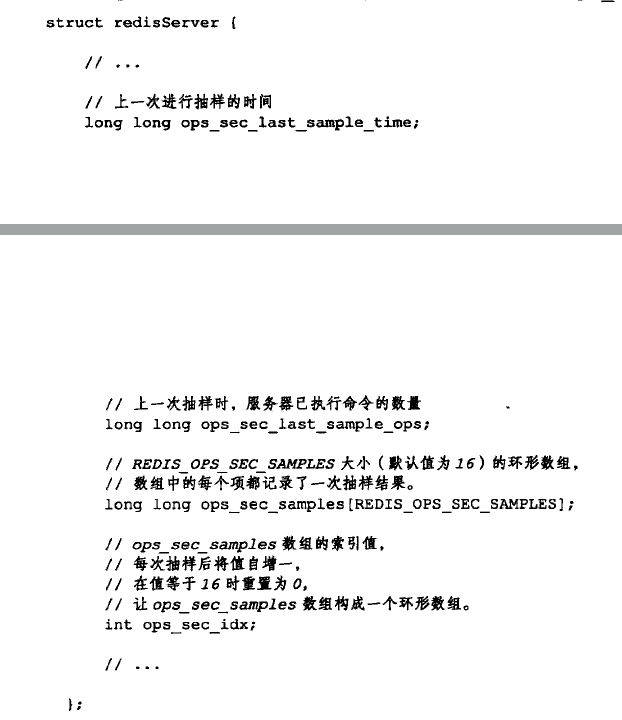 struct redisServer {
// ...
// 上一次进行抽样的时间
long long ops_sec_last_sample_time;
// 上一次抽样时，服务器已执行命令的数量
long long ops_sec_last_sample_ops;
// REDIS_OPS_SEC_SAMPLES 大小（默认值为 16）的环形数组，
// 数组中的每个项都记录了一次抽样结果。
long long ops_sec_samples[REDIS_OPS_SEC_SAMPLES];
// ops_sec_samples 数组的索引值，
// 每次抽样后将值自增一，
// 在值等于 16 时重置为 0，
// 让 ops_sec_samples 数组构成一个环形数组。
int ops_sec_idx;
// ...
};